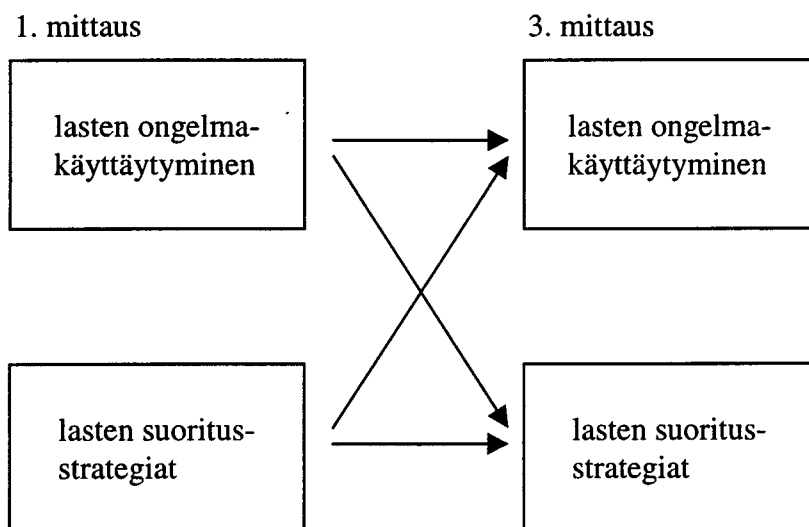 1. mittaus
3. mittaus
lasten ongelma-
käyttäytyminen
lasten ongelma-
käyttäytyminen
lasten suoritus-
strategiat
lasten suoritus-
strategiat